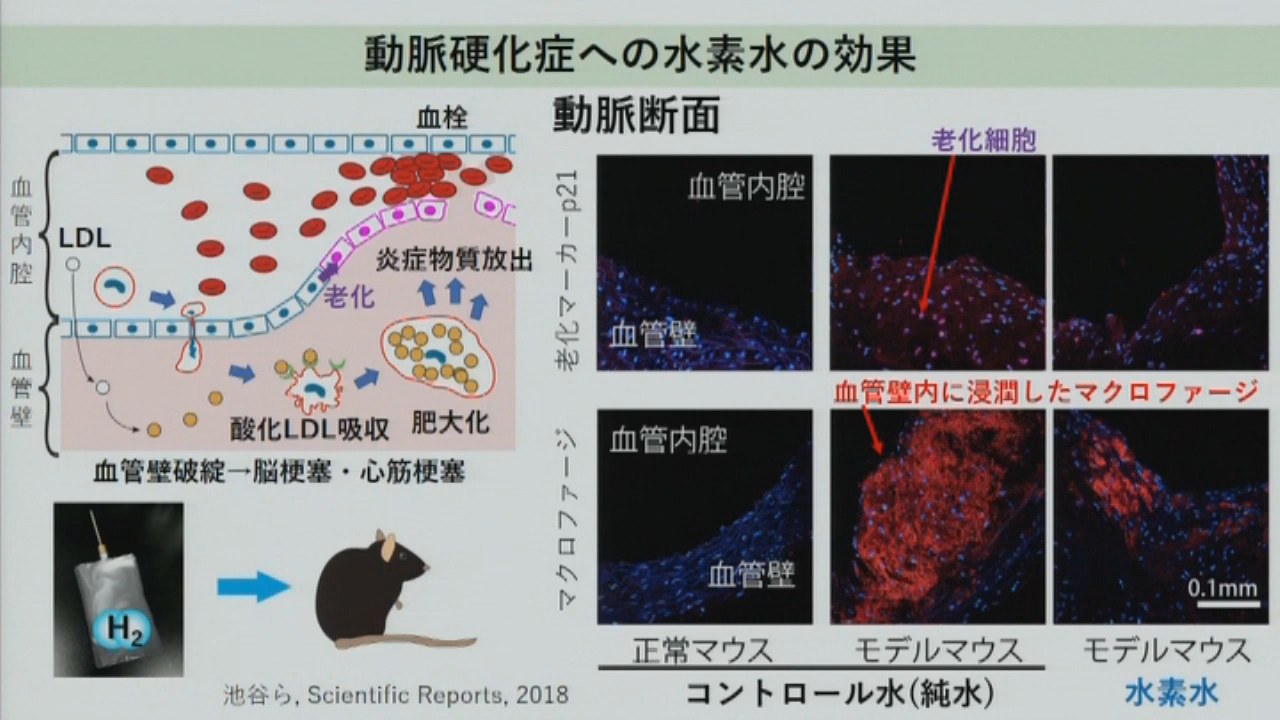 動脈硬化症への水素水の効果
血栓
血管内腔
LDL
炎症物質放出
老化
血管壁
酸化LDL吸収
肥大化
血管壁破綻→脳梗塞・心筋梗塞
H2
池谷ら, Scientific Reports, 2018
動脈断面
老化細胞
老化マーカーp21
血管内腔
血管壁
血管壁内に浸潤したマクロファージ
マクロファージ
血管内腔
血管壁
0.1mm
正常マウス
モデルマウス
モデルマウス
コントロール水(純水)
水素水